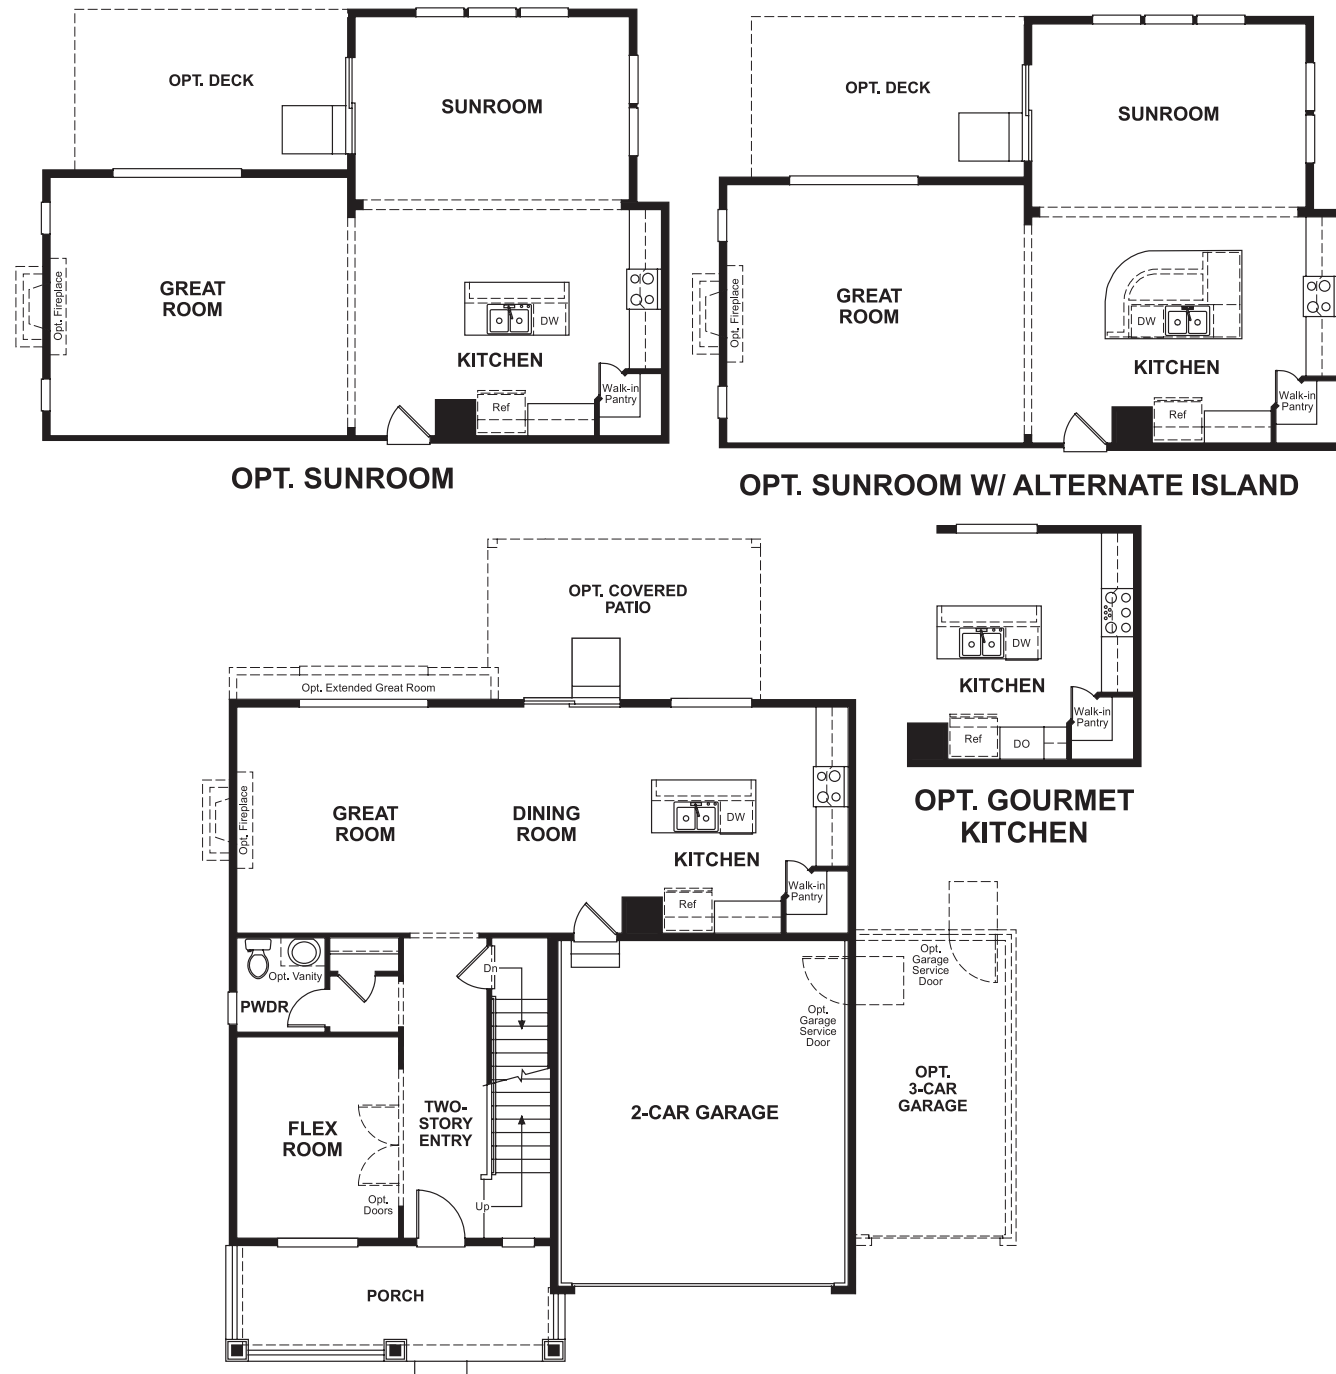 OPT. DECK
SUNROOM
GREAT
ROOM
Opt. Fireplace
DW
KITCHEN
Ref
Walk-in
Pantry
OPT. SUNROOM
OPT. DECK
SUNROOM
GREAT
ROOM
Opt. Fireplace
DW
KITCHEN
Ref
Walk-in
Pantry
OPT. SUNROOM W/ ALTERNATE ISLAND
DW
KITCHEN
Walk-in
Pantry
Ref
DO
OPT. GOURMET
KITCHEN
OPT. COVERED
PATIO
Opt. Extended Great Room
Opt. Fireplace
GREAT
ROOM
DINING
ROOM
DW
KITCHEN
Walk-in
Pantry
Ref
Opt. Vanity
PWDR
Dn
Opt.
Garage
Service
Door
Opt.
Garage
Service
Door
OPT.
3-CAR
GARAGE
2-CAR GARAGE
TWO-
STORY
ENTRY
FLEX
ROOM
Opt.
Doors
Up
PORCH